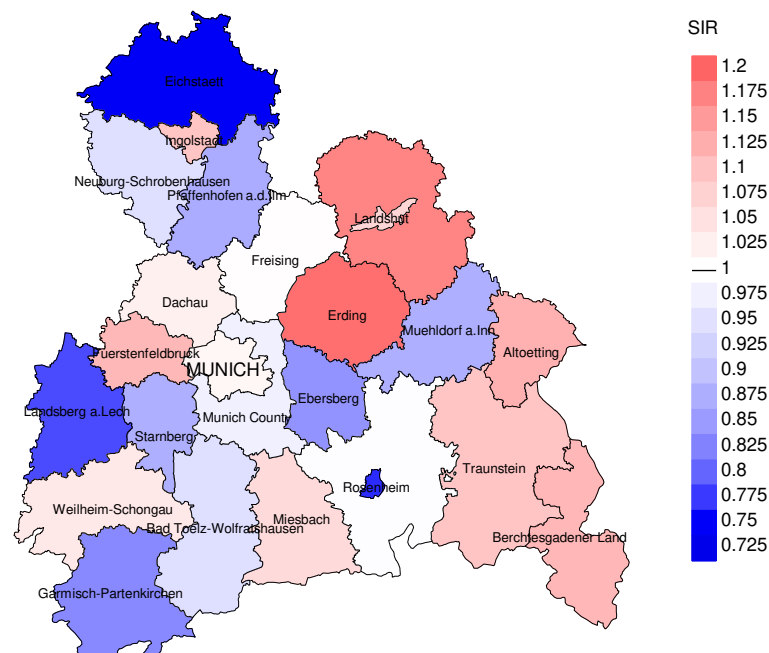 SIR
Eichstaett
1.2
1.175
1.15
Ingolstadt
1.125
Neuburg-Schrobenhausen
1.1
Pfaffenhofen a.d.Ilm
1.075
Landshut
1.05
1.025
Freising
1
Dachau
0.975
Erding
0.95
Muehldorf a.Inn
0.925
Fuerstenfeldbruck
Altoetting
0.9
MUNICH
0.875
Ebersberg
Landsberg a.Lech
Munich County
0.85
Starnberg
0.825
Traunstein
0.8
Rosenheim
0.775
Weilheim-Schongau
Miesbach
0.75
Bad Toelz-Wolfratshausen
Berchtesgadener Land
0.725
Garmisch-Partenkirchen